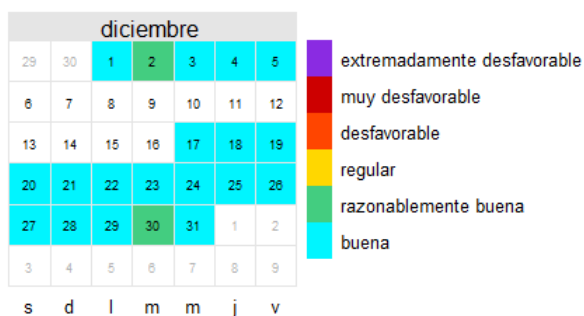 diciembre
29 30 1 2 3 4 5
6 7 8 9 10 11 12
13 14 15 16 17 18 19
20 21 22 23 24 25 26
27 28 29 30 31 1 2
3 4 5 6 7 8 9
s d l m m j v
extremadamente desfavorable
muy desfavorable
desfavorable
regular
razonablemente buena
buena